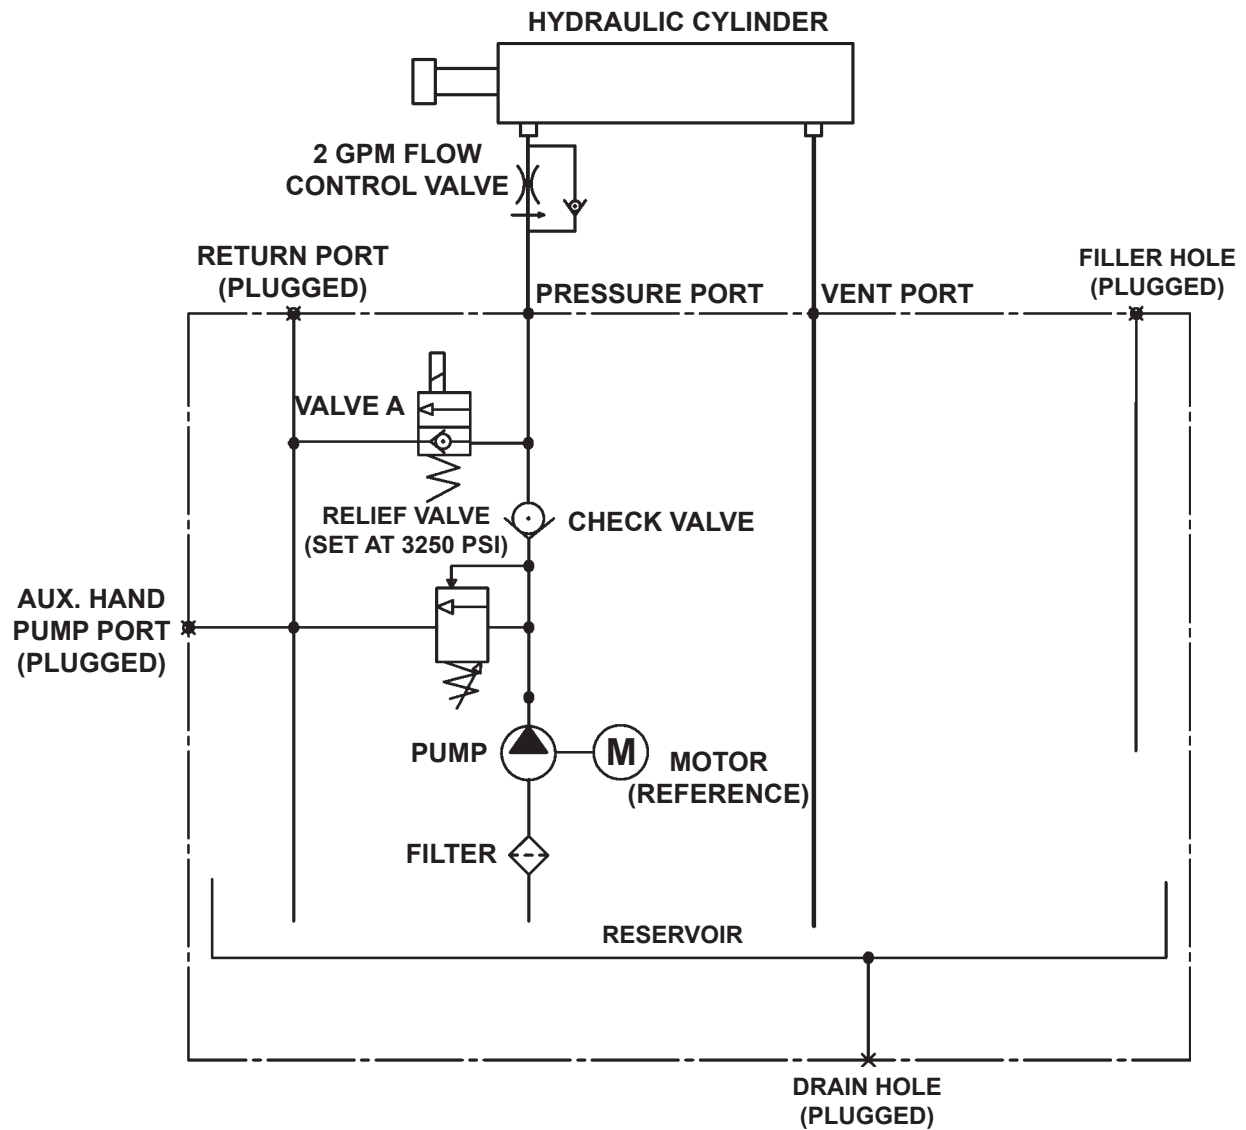 HYDRAULIC CYLINDER
2 GPM FLOW
CONTROL VALVE
RETURN PORT
(PLUGGED)
PRESSURE PORT
VENT PORT
FILLER HOLE
(PLUGGED)
VALVE A
RELIEF VALVE
(SET AT 3250 PSI)
CHECK VALVE
AUX. HAND
PUMP PORT
(PLUGGED)
PUMP
M
MOTOR
(REFERENCE)
FILTER
RESERVOIR
DRAIN HOLE
(PLUGGED)